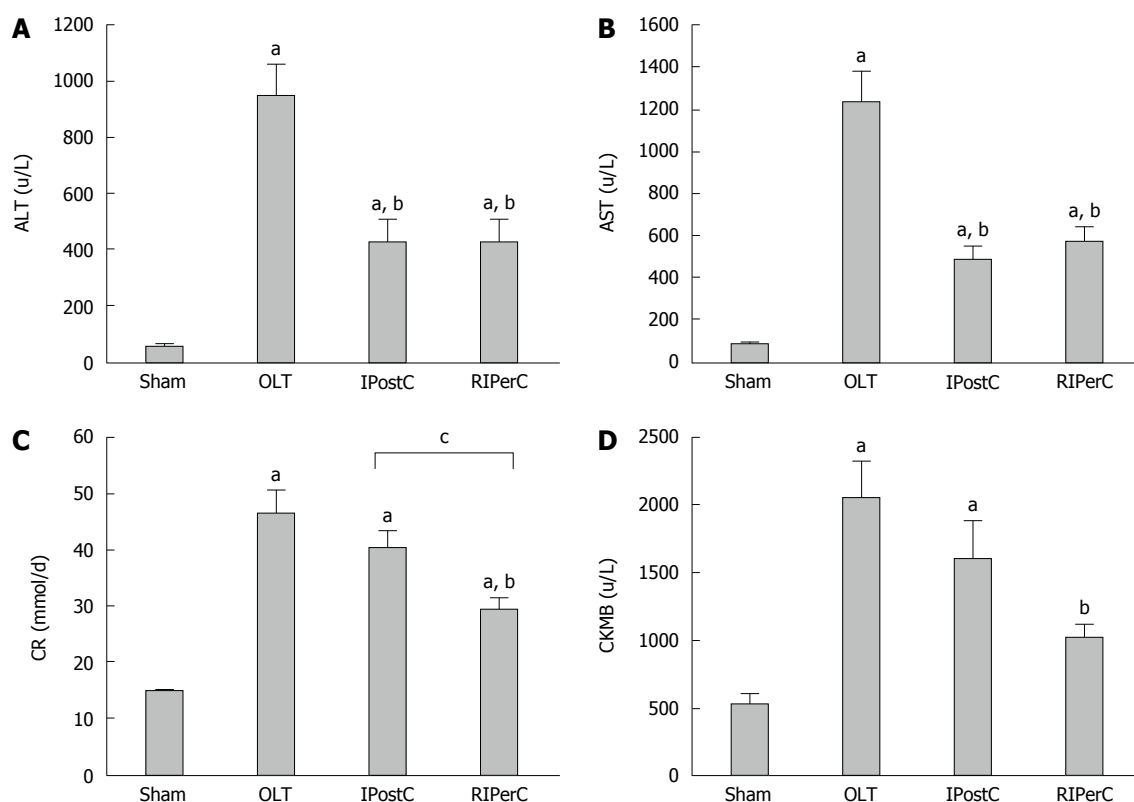 A
1200
1000
800
600
400
200
0
ALT (u/L)
a
a, b
a, b
Sham OLT IPostC RIPerC
B
1600
1400
1200
1000
800
600
400
200
0
AST (u/L)
a
a, b
a, b
Sham OLT IPostC RIPerC
C
60
50
40
30
20
10
0
CR (mmol/d)
c
a
a
a, b
Sham OLT IPostC RIPerC
D
2500
2000
1500
1000
500
0
CKMB (u/L)
a
a
b
Sham OLT IPostC RIPerC